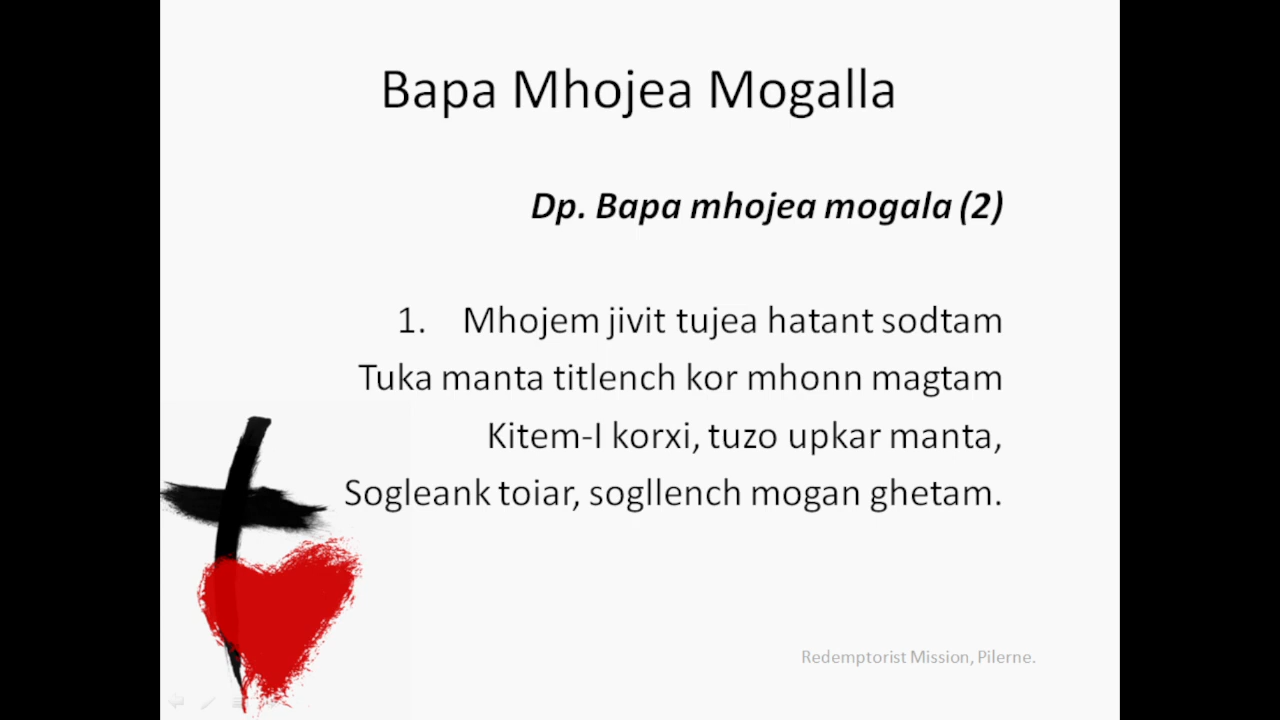 Bapa Mhojea Mogalla
Dp. Bapa mhojea mogala (2)
1. Mhojem jivit tujea hatant sodtam
Tuka manta titlench kor mhonn magtam
Kitem-I korxi, tuzo upkar manta,
Sogleank toiar, sogllench mogan ghetam.
Redemptorist Mission, Pilerne.